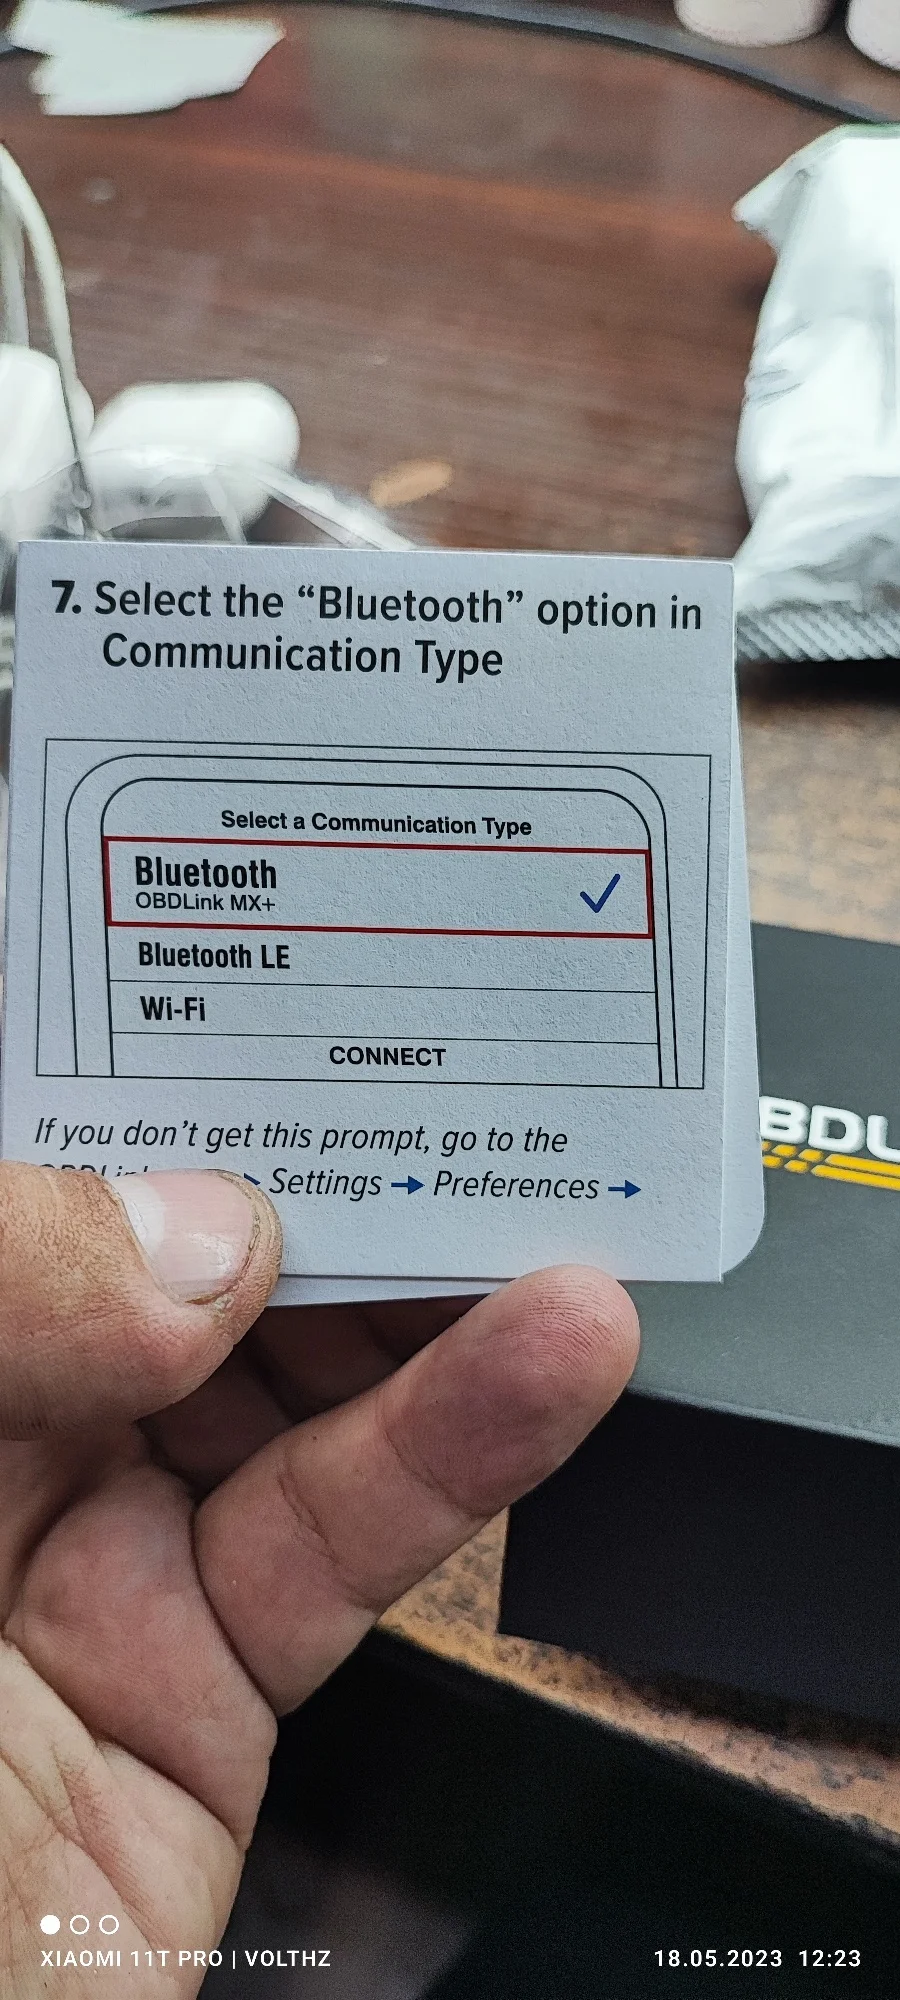 7. Select the “Bluetooth” option in
Communication Type
Select a Communication Type
Bluetooth
OBDLink MX+
Bluetooth LE
Wi-Fi
CONNECT
If you don’t get this prompt, go to the
Settings → Preferences →
BDL
XIAOMI 11T PRO | VOLTHZ
18.05.2023 12:23